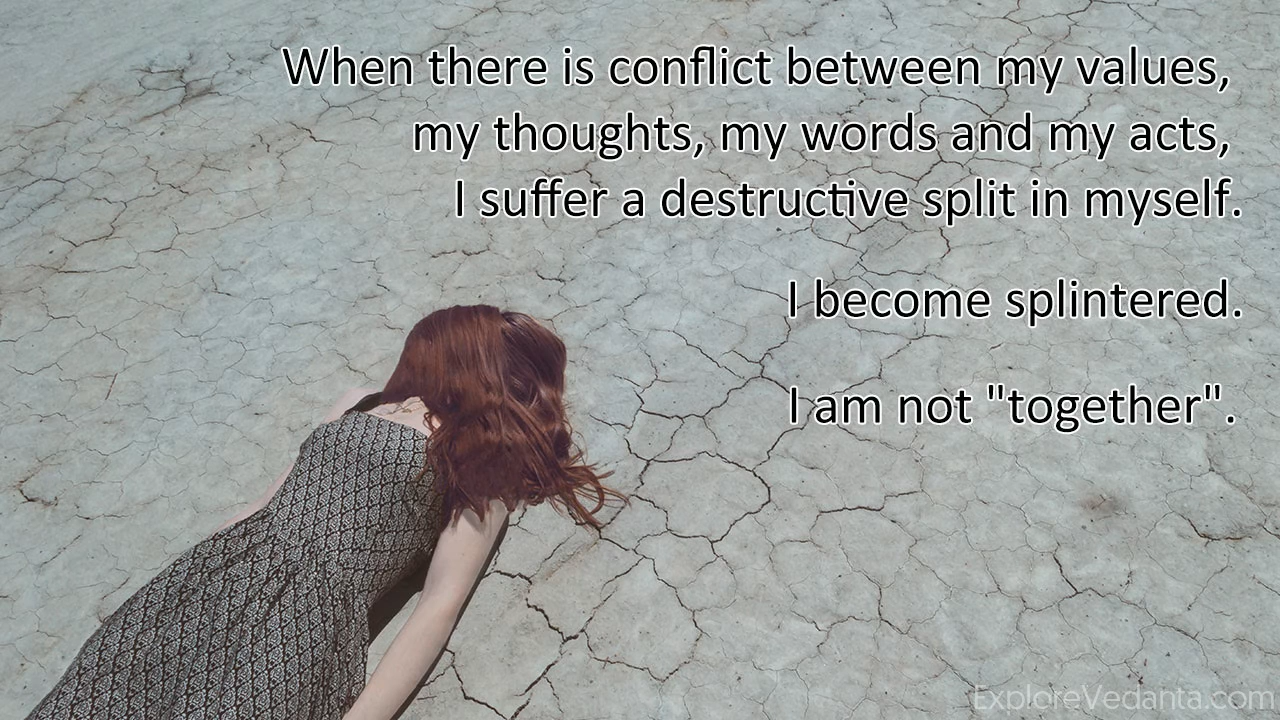 When there is conflict between my values,
my thoughts, my words and my acts,
I suffer a destructive split in myself.
I become splintered.
I am not "together".
ExploreVedanta.com